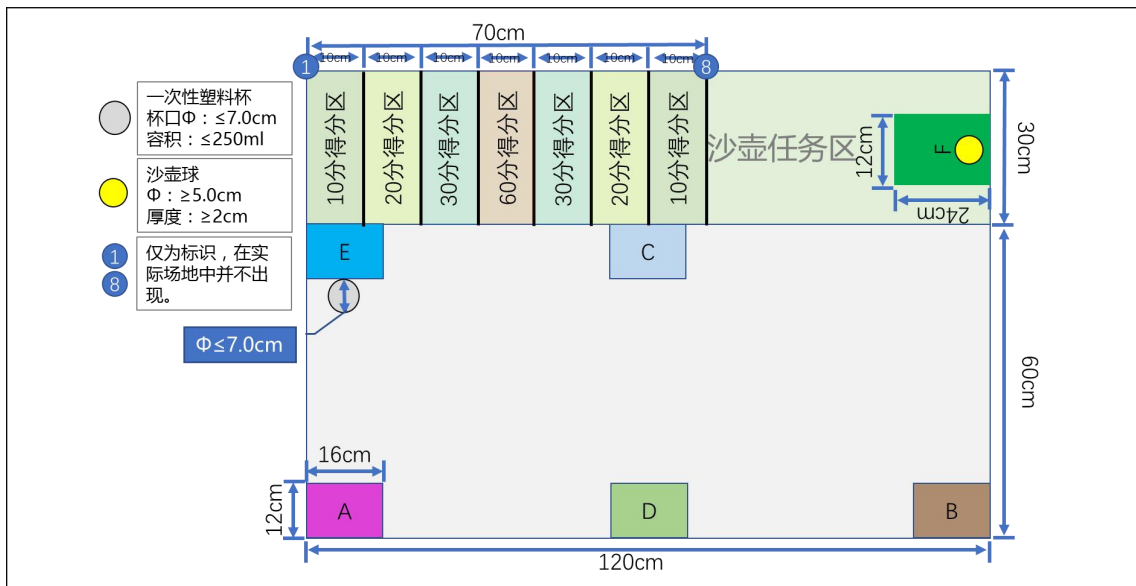 70cm
10cm 10cm 10cm 10cm 10cm 10cm 10cm
1
8
一次性塑料杯
杯口Φ：≤7.0cm
容积：≤250ml
沙壶球
Φ：≥5.0cm
厚度：≥2cm
1
8
仅为标识，在实
际场地中并不出
现。
10分得分区
20分得分区
30分得分区
60分得分区
30分得分区
20分得分区
10分得分区
沙壶任务区
12cm
F
24cm
30cm
E
C
Φ≤7.0cm
60cm
16cm
12cm
A
D
B
120cm